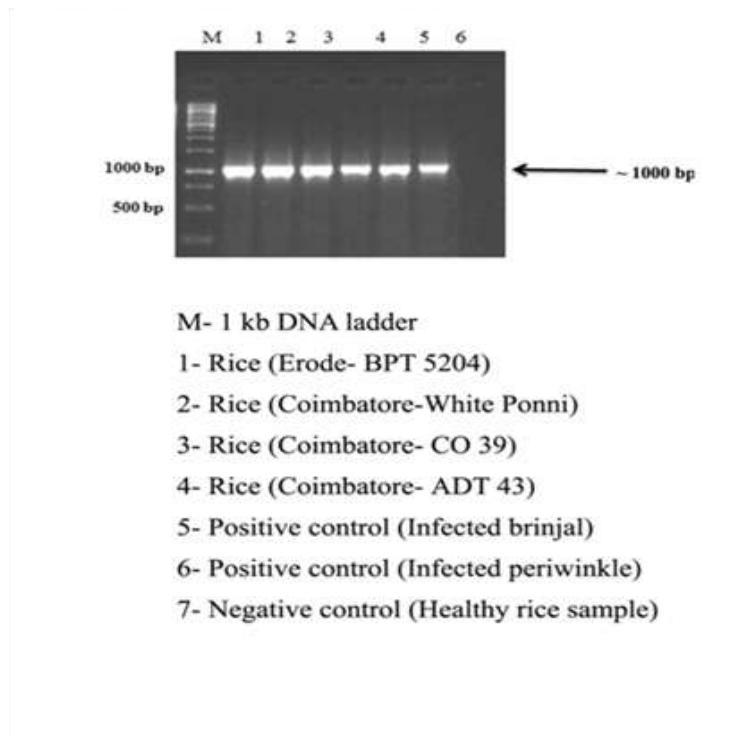 M 1 2 3 4 5 6
1000 bp
~ 1000 bp
500 bp
M- 1 kb DNA ladder
1- Rice (Erode- BPT 5204)
2- Rice (Coimbatore-White Ponni)
3- Rice (Coimbatore- CO 39)
4- Rice (Coimbatore- ADT 43)
5- Positive control (Infected brinjal)
6- Positive control (Infected periwinkle)
7- Negative control (Healthy rice sample)